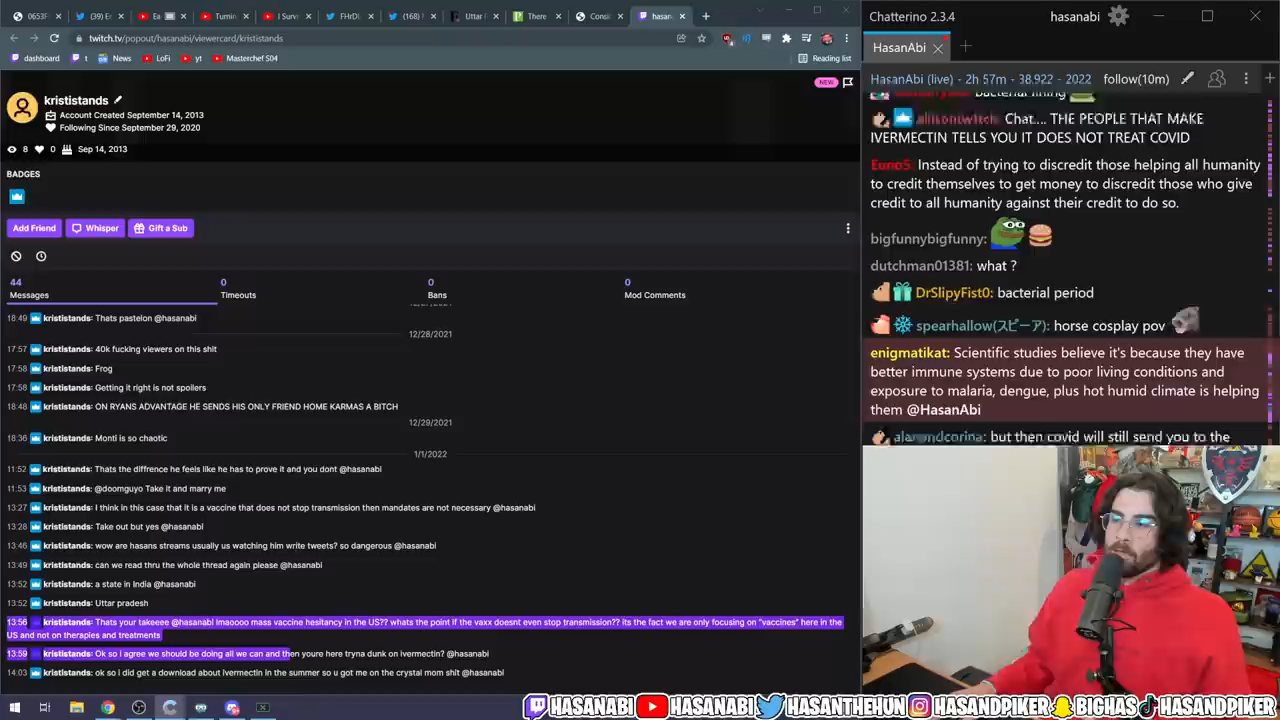 0653F
(39) E
Ea
Turnin
I Surv
FHrDU
(168)
Uttar
There
Consi
hasan
twitch.tv/popout/hasanabi/viewercard/krististands
dashboard
t
News
LoFi
yt
Masterchef S04
Reading list
NEW
krististands
Account Created September 14, 2013
Following Since September 29, 2020
8 0 Sep 14, 2013
BADGES
Add Friend
Whisper
Gift a Sub
44
Messages
0
Timeouts
0
Bans
0
Mod Comments
12/27/2021
18:49 krististands: Thats pastelon @hasanabi
12/28/2021
17:57 krististands: 40k fucking viewers on this shit
17:58 krististands: Frog
17:58 krististands: Getting it right is not spoilers
18:48 krististands: ON RYANS ADVANTAGE HE SENDS HIS ONLY FRIEND HOME KARMAS A BITCH
12/29/2021
18:36 krististands: Monti is so chaotic
1/1/2022
11:52 krististands: Thats the diffrence he feels like he has to prove it and you dont @hasanabi
11:53 krististands: @doomguyo Take it and marry me
13:27 krististands: I think in this case that it is a vaccine that does not stop transmission then mandates are not necessary @hasanabi
13:28 krististands: Take out but yes @hasanabi
13:46 krististands: wow are hasans streams usually us watching him write tweets? so dangerous @hasanabi
13:49 krististands: can we read thru the whole thread again please @hasanabi
13:52 krististands: a state in India @hasanabi
13:52 krististands: Uttar pradesh
13:56 krististands: Thats your takeeee @hasanabi lmaoooo mass vaccine hesitancy in the US?? whats the point if the vaxx doesnt even stop transmission?? its the fact we are only focusing on "vaccines" here in the
US and not on therapies and treatments
13:59 krististands: Ok so i agree we should be doing all we can and then youre here tryna dunk on ivermectin? @hasanabi
14:03 krististands: ok so i did get a download about ivermectin in the summer so u got me on the crystal mom shit @hasanabi
Chatterino 2.3.4
hasanabi
HasanAbi
HasanAbi (live) - 2h 57m - 38,922 - 2022
follow(10m)
bacterial lining
Chat... THE PEOPLE THAT MAKE
IVERMECTIN TELLS YOU IT DOES NOT TREAT COVID
Instead of trying to discredit those helping all humanity
to credit themselves to get money to discredit those who give
credit to all humanity against their credit to do so.
bigfunnybigfunny:
dutchman01381: what ?
DrSlipyFist0: bacterial period
spearhallow(スピーア): horse cosplay pov
enigmatikat: Scientific studies believe it's because they have
better immune systems due to poor living conditions and
exposure to malaria, dengue, plus hot humid climate is helping
them @HasanAbi
but then covid will still send you to the
HASANABI
HASANABI
HASANTHEHUN
HASANDPIKER
BIGHAS
HASANDPIKER